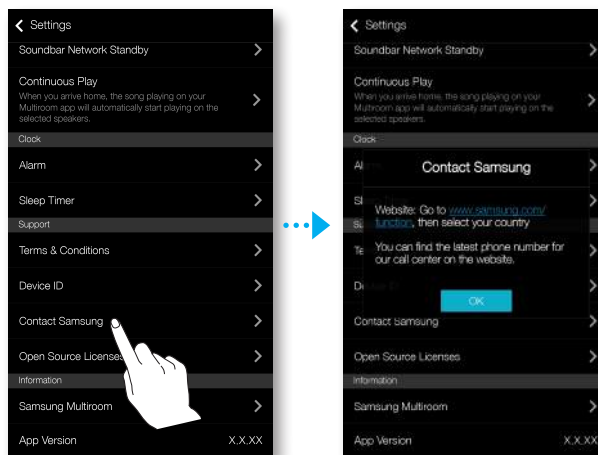 Settings
Soundbar Network Standby
Continuous Play
When you arrive home, the song playing on your
Multiroom app will automatically start playing on the
selected speakers.
Clock
Alarm
Sleep Timer
Support
Terms & Conditions
Device ID
Contact Samsung
Open Source Licenses
Information
Samsung Multiroom
App Version X.X.XX
Settings
Soundbar Network Standby
Continuous Play
When you arrive home, the song playing on your
Multiroom app will automatically start playing on the
selected speakers.
Clock
Al
Contact Samsung
Sl
Website: Go to www.samsung.com/
Su
function, then select your country
Te
You can find the latest phone number for
our call center on the website.
De
OK
Contact Samsung
Open Source Licenses
Information
Samsung Multiroom
App Version X.X.XX